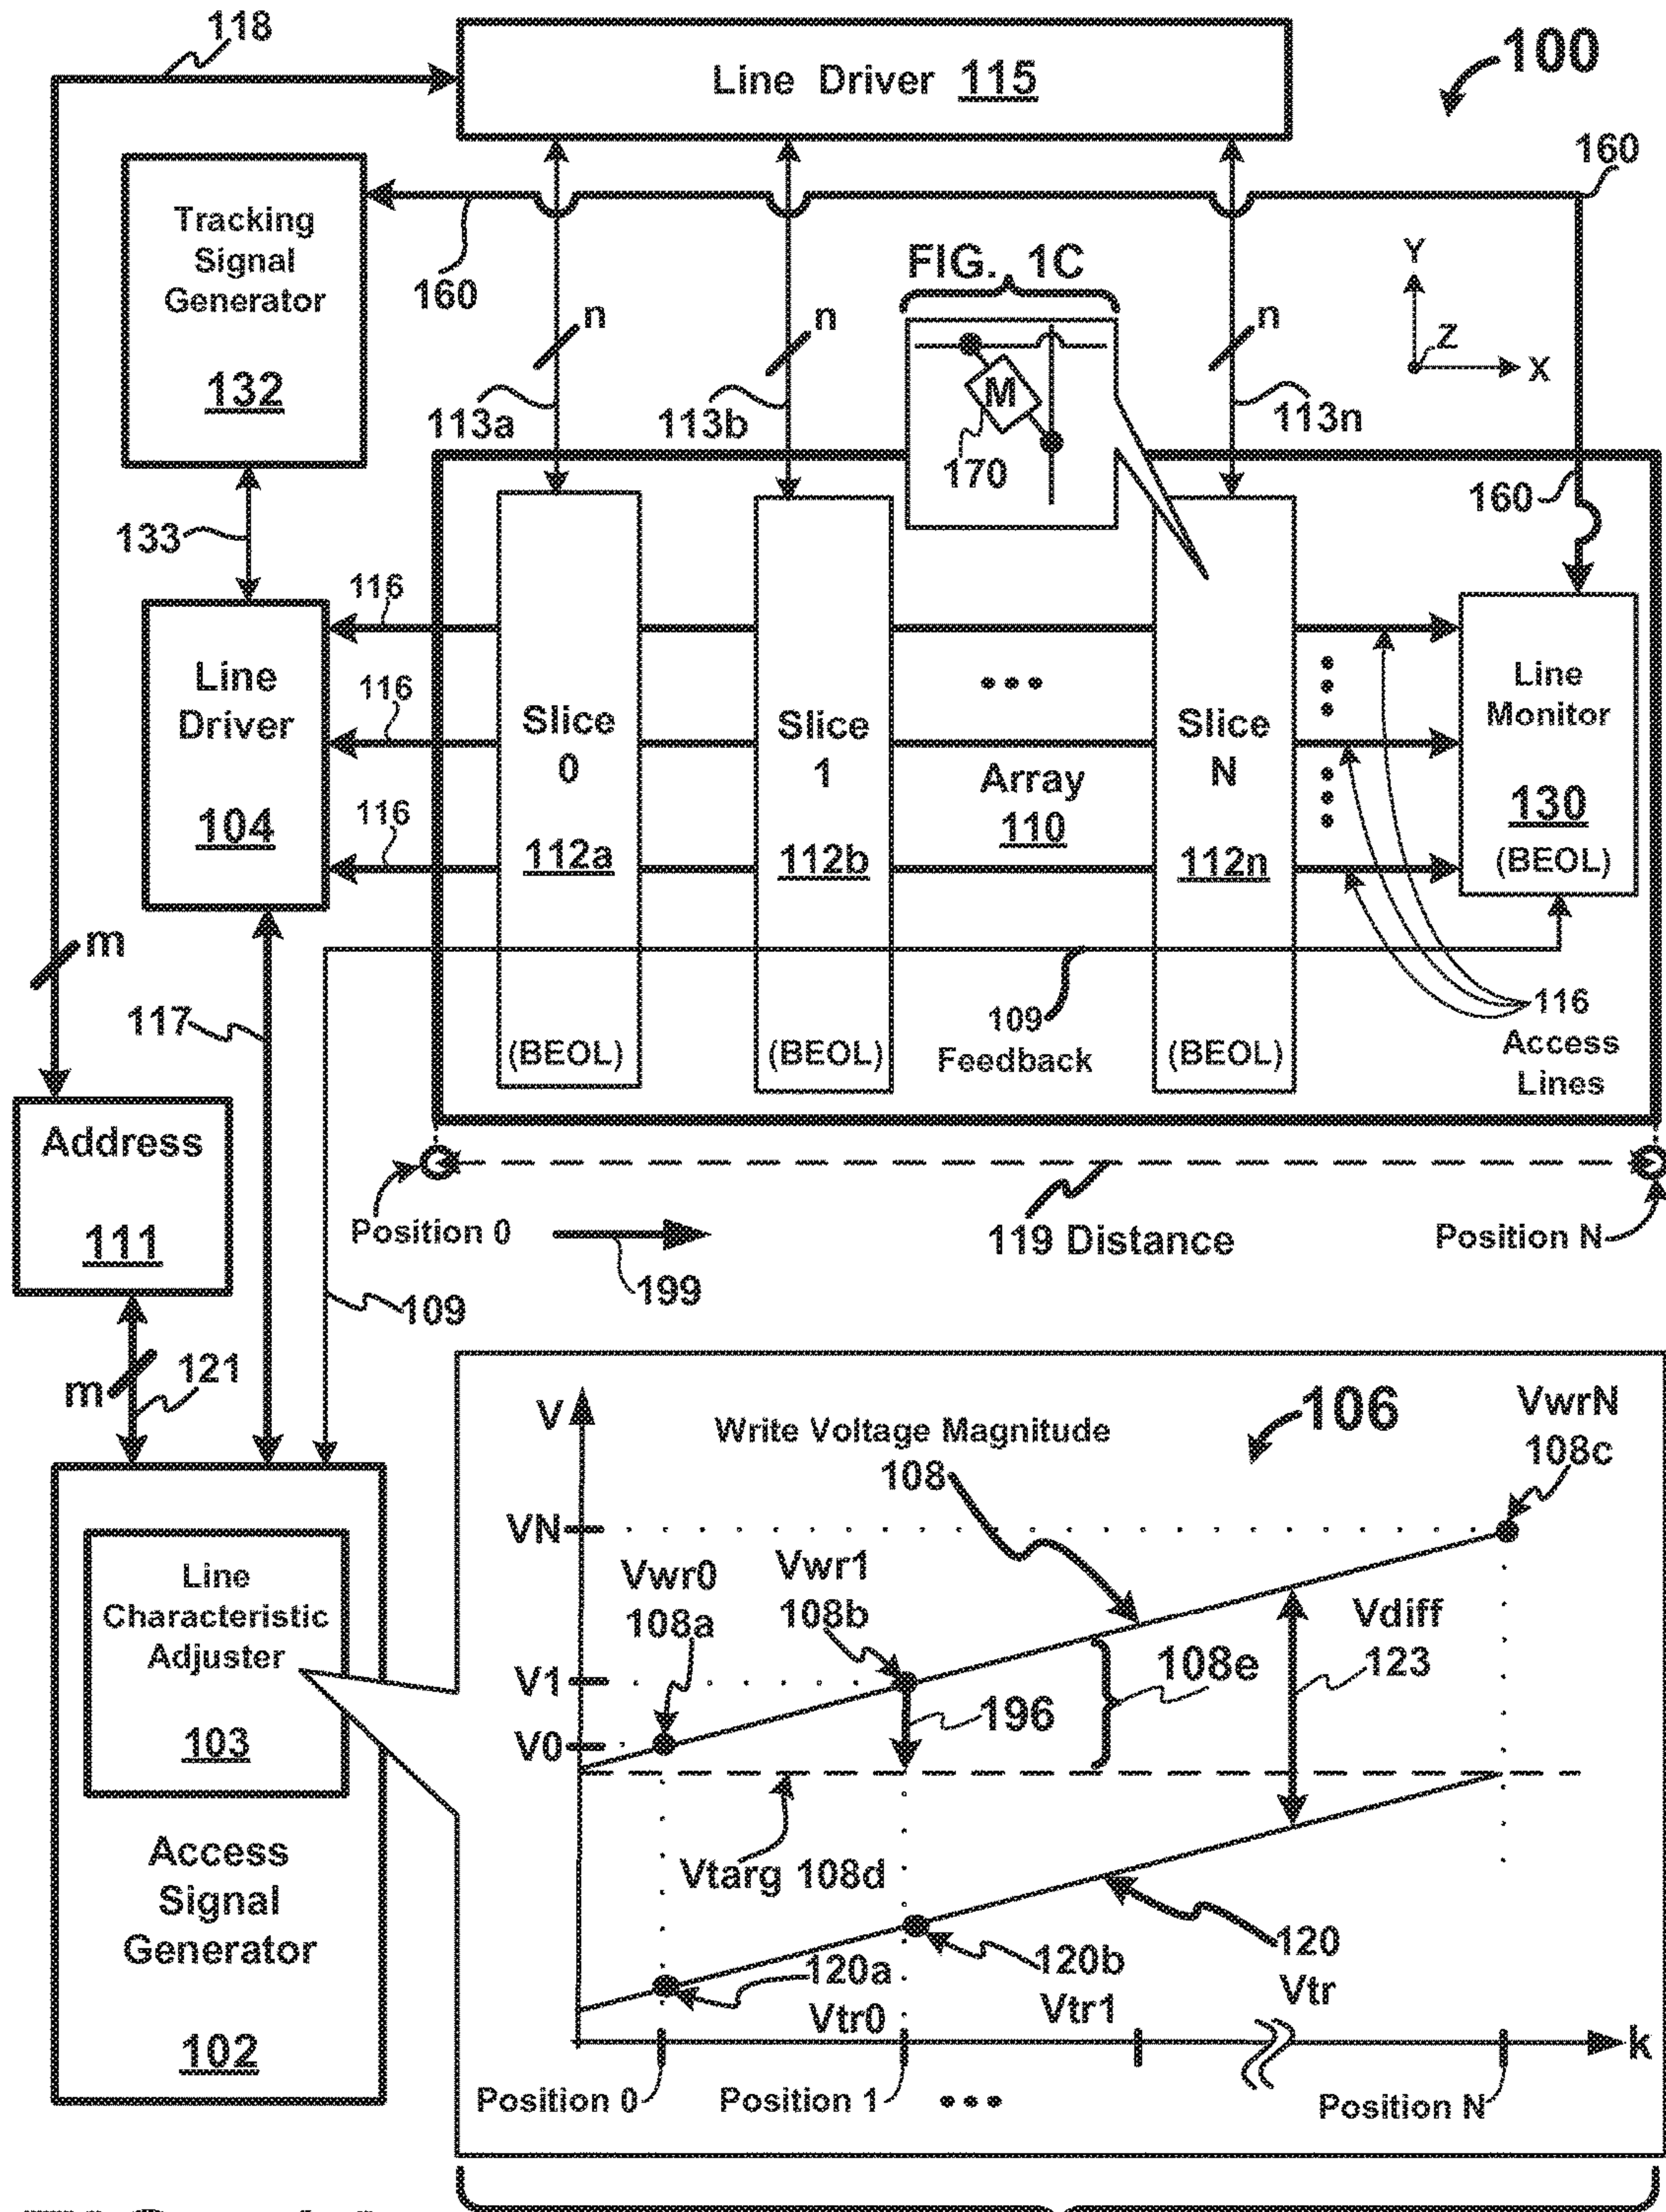 118
Line Driver 115
100
160
Tracking
Signal
Generator
132
160
FIG. 1C
n
n
n
Y
Z
X
M
170
113a
113b
113n
160
133
116
116
116
Line
Driver
104
Slice
0
112a
(BEOL)
Slice
1
112b
(BEOL)
Array
110
Slice
N
112n
(BEOL)
Line
Monitor
130
(BEOL)
m
117
109
Feedback
116
Access
Lines
Address
111
Position 0
199
119 Distance
Position N
109
m
121
Line
Characteristic
Adjuster
103
Access
Signal
Generator
102
V
Write Voltage Magnitude
108
106
VwrN
108c
VN
Vwr0
108a
Vwr1
108b
Vdiff
123
V1
108e
196
V0
Vtarg 108d
120a
Vtr0
120b
Vtr1
120
Vtr
k
Position 0
Position 1
Position N